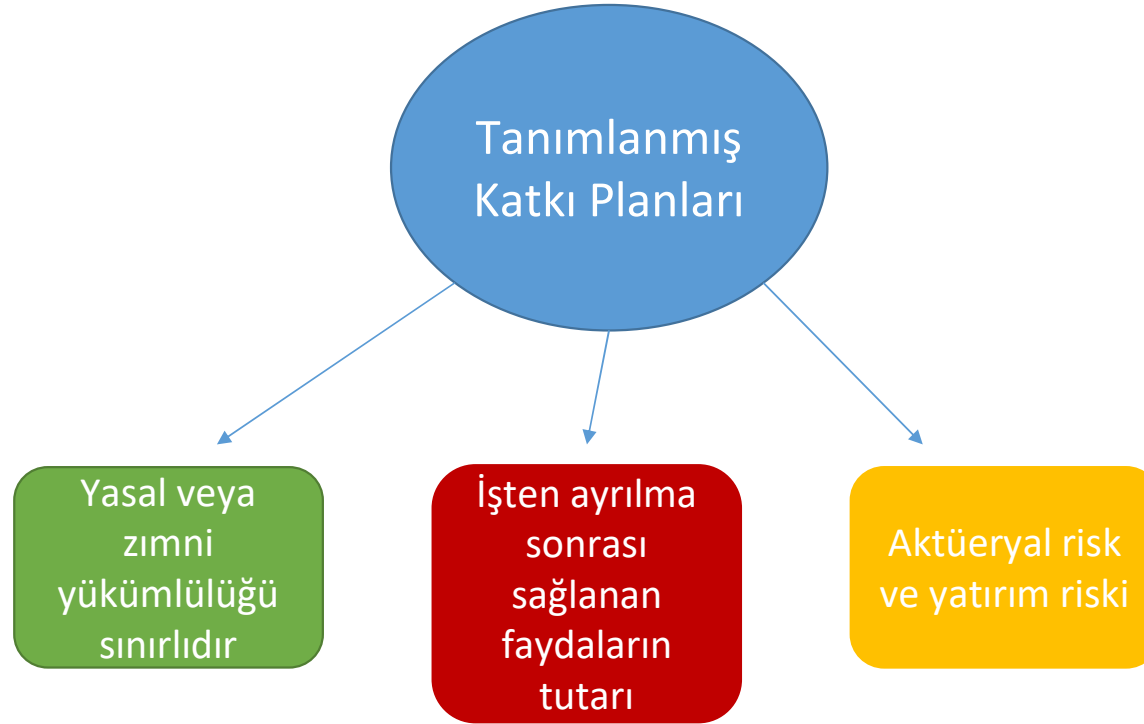 Tanımlanmış
Katkı Planları
Yasal veya
zımni
yükümlülüğü
sınırlıdır
İşten ayrılma
sonrası
sağlanan
faydaların
tutarı
Aktüeryal risk
ve yatırım riski